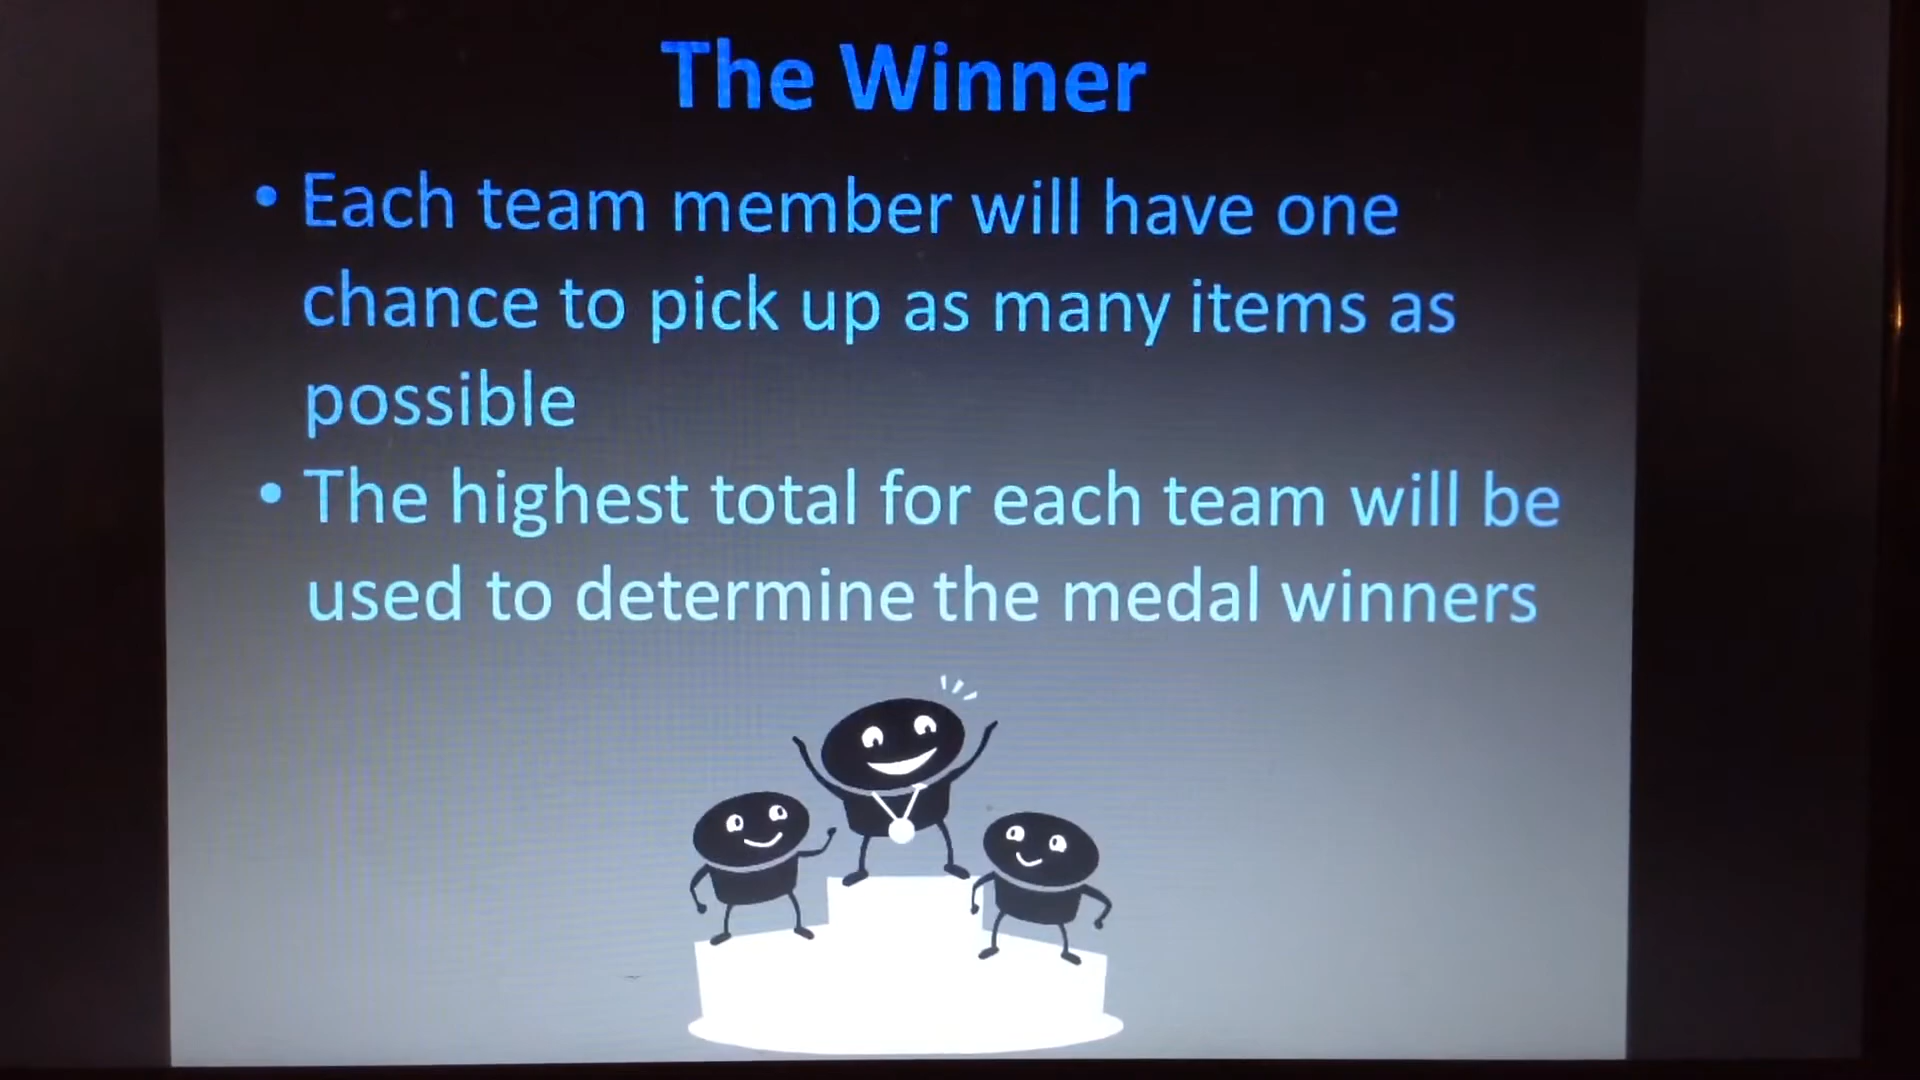 The Winner
• Each team member will have one
chance to pick up as many items as
possible
• The highest total for each team will be
used to determine the medal winners